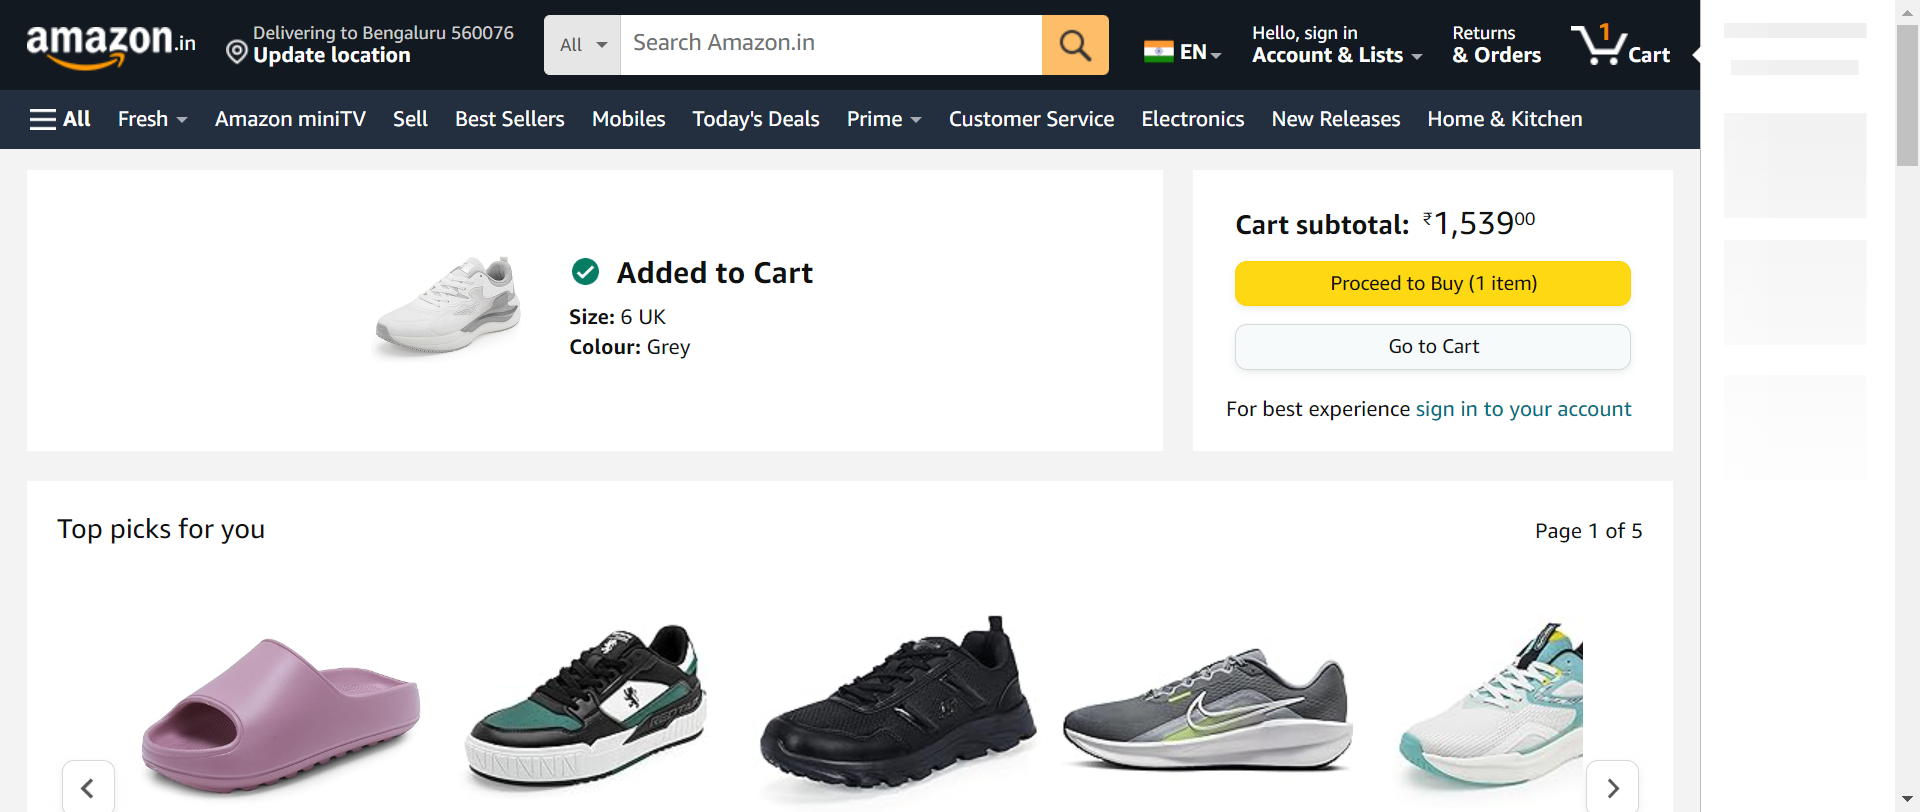 amazon.in
Delivering to Bengaluru 560076
Update location
All
Search Amazon.in
EN
Hello, sign in
Account & Lists
Returns
& Orders
1
Cart
All
Fresh
Amazon miniTV
Sell
Best Sellers
Mobiles
Today's Deals
Prime
Customer Service
Electronics
New Releases
Home & Kitchen
Added to Cart
Size: 6 UK
Colour: Grey
Cart subtotal: ₹1,53900
Proceed to Buy (1 item)
Go to Cart
For best experience sign in to your account
Top picks for you
Page 1 of 5